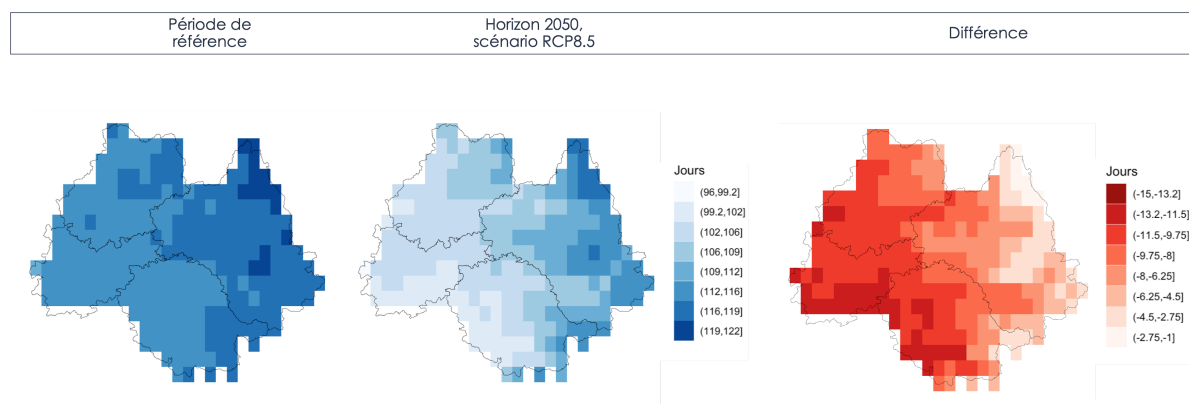 Période de
référence
Horizon 2050,
scénario RCP8.5
Différence
Jours
(96,99.2]
(99.2,102]
(102,106]
(106,109]
(109,112]
(112,116]
(116,119]
(119,122]
Jours
(-15,-13.2]
(-13.2,-11.5]
(-11.5,-9.75]
(-9.75,-8]
(-8,-6.25]
(-6.25,-4.5]
(-4.5,-2.75]
(-2.75,-1]